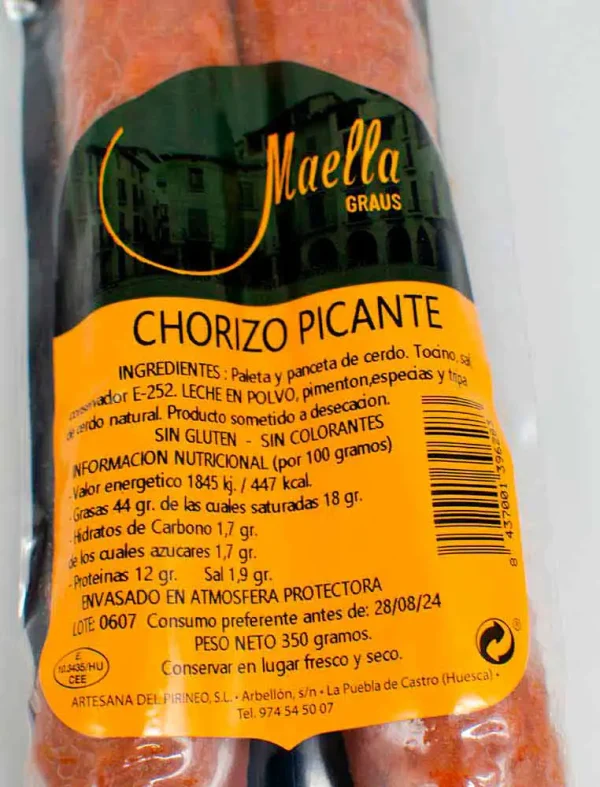 Maella
GRAUS
CHORIZO PICANTE
INGREDIENTES : Paleta y panceta de cerdo. Tocino, sal
conservador E-252. LECHE EN POLVO, pimenton,especias y tripa
de cerdo natural. Producto sometido a desecacion.
SIN GLUTEN - SIN COLORANTES
INFORMACION NUTRICIONAL (por 100 gramos)
-Valor energetico 1845 kj. / 447 kcal.
-Grasas 44 gr. de las cuales saturadas 18 gr.
-Hidratos de Carbono 1,7 gr.
de los cuales azucares 1,7 gr.
-Proteinas 12 gr. Sal 1,9 gr.
ENVASADO EN ATMOSFERA PROTECTORA
LOTE: 0607 Consumo preferente antes de: 28/08/24
PESO NETO 350 gramos.
Conservar en lugar fresco y seco.
E
10.3435/HU
CEE
ARTESANA DEL PIRINEO, S.L. • Arbellón, s/n • La Puebla de Castro (Huesca) •
Tel. 974 54 50 07